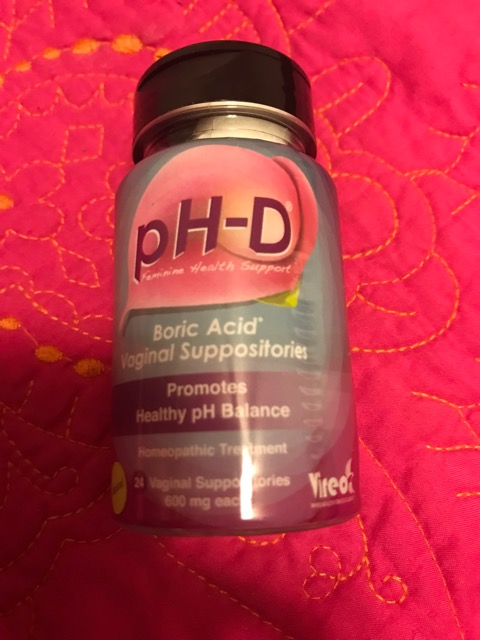 pH-D®
Feminine Health Support
Boric Acid*
Vaginal Suppositories
Promotes
Healthy pH Balance
Homeopathic Treatment
24 Vaginal Suppositories
600 mg each
Vireo